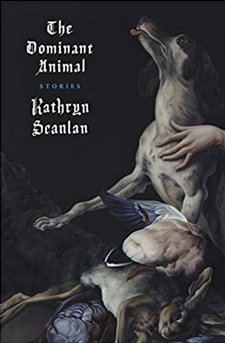 The
Dominant
Animal
STORIES
Kathryn
Scanlan